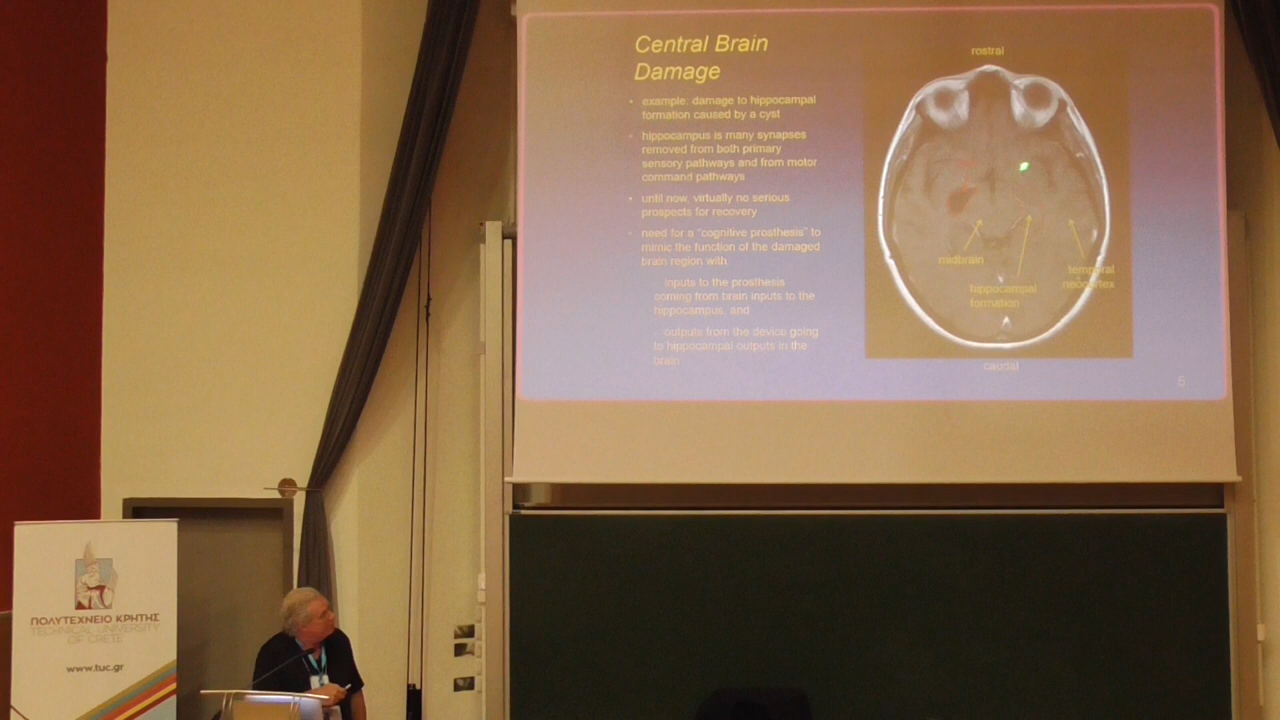 Central Brain
Damage
• example: damage to hippocampal
formation caused by a cyst
• hippocampus is many synapses
removed from both primary
sensory pathways and from motor
command pathways
• until now, virtually no serious
prospects for recovery
• need for a "cognitive prosthesis" to
mimic the function of the damaged
brain region with
inputs to the prosthesis
coming from brain inputs to the
hippocampus, and
outputs from the device going
to hippocampal outputs in the
brain
rostral
midbrain
hippocampal
formation
temporal
neocortex
caudal
5
ΠΟΛΥΤΕΧΝΕΙΟ ΚΡΗΤΗΣ
TECHNICAL UNIVERSITY
OF CRETE
www.tuc.gr